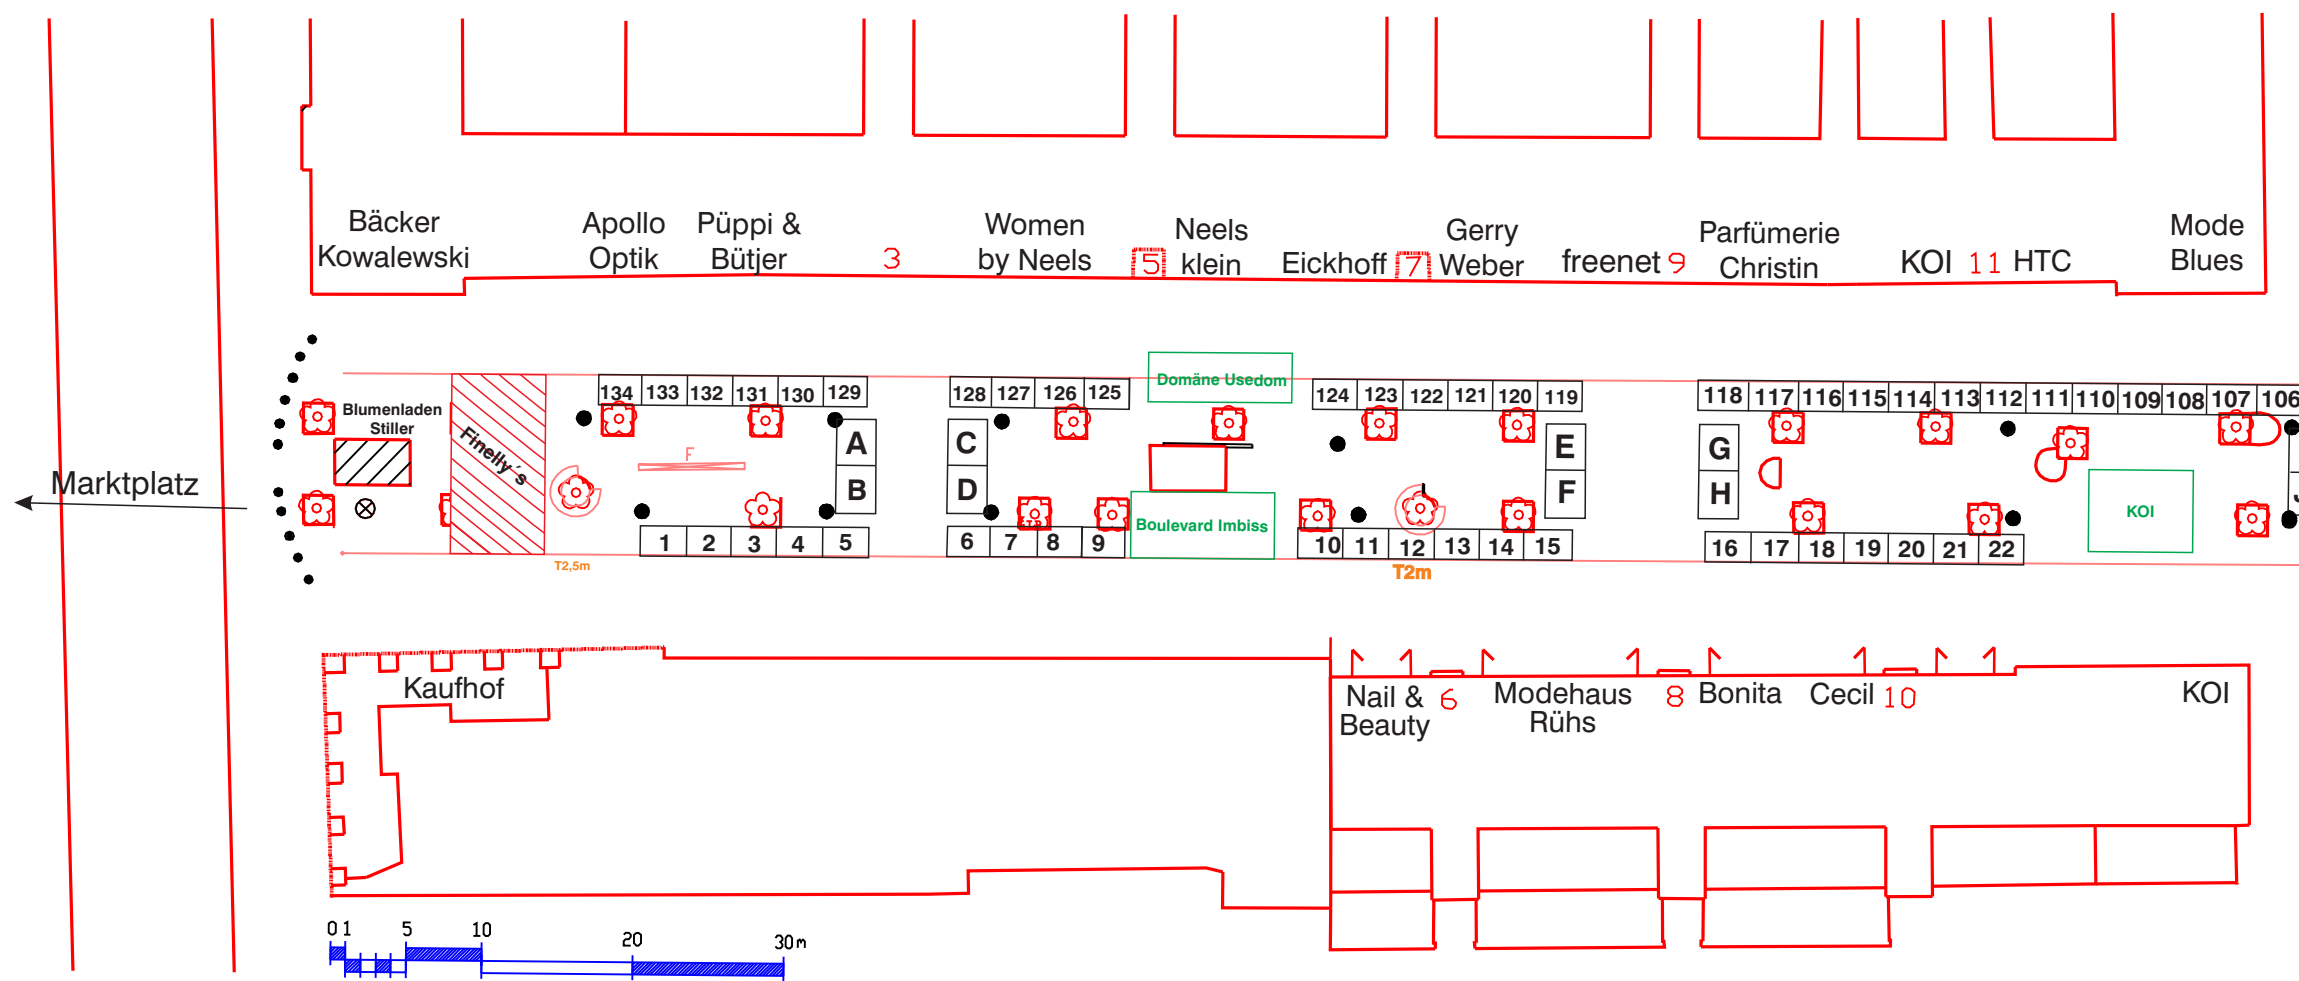 Bäcker
Kowalewski
Apollo
Optik
Püppi &
Bütjer
3
Women
by Neels
5
Neels
klein
Eickhoff
7
Gerry
Weber
freenet
9
Parfümerie
Christin
KOI
11
HTC
Mode
Blues
Domäne Usedom
134 133 132 131 130 129
128 127 126 125
124 123 122 121 120 119
118 117 116 115 114 113 112 111 110 109 108 107 106
Blumenladen
Stiller
Finelly´s
F
A
B
C
D
E
F
G
H
Marktplatz
Boulevard Imbiss
KOI
1 2 3 4 5
6 7 8 9
10 11 12 13 14 15
16 17 18 19 20 21 22
T2,5m
T2m
Kaufhof
Nail &
Beauty
6
Modehaus
Rühs
8
Bonita
Cecil
10
KOI
0 1 5 10 20 30m